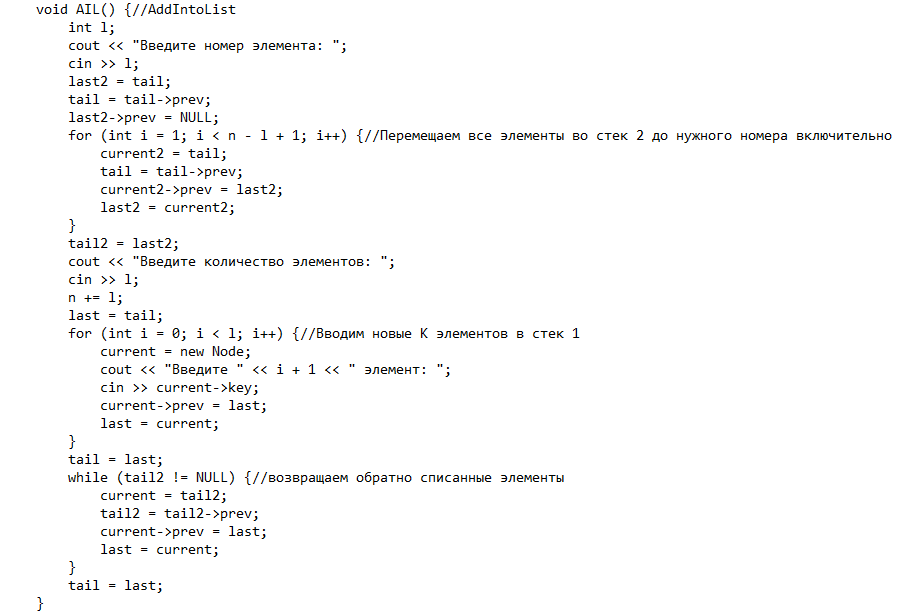 void AIL() {//AddIntoList
    int l;
    cout << "Введите номер элемента: ";
    cin >> l;
    last2 = tail;
    tail = tail->prev;
    last2->prev = NULL;
    for (int i = 1; i < n - l + 1; i++) {//Перемещаем все элементы во стек 2 до нужного номера включительно
        current2 = tail;
        tail = tail->prev;
        current2->prev = last2;
        last2 = current2;
    }
    tail2 = last2;
    cout << "Введите количество элементов: ";
    cin >> l;
    n += l;
    last = tail;
    for (int i = 0; i < l; i++) {//Вводим новые К элементов в стек 1
        current = new Node;
        cout << "Введите " << i + 1 << " элемент: ";
        cin >> current->key;
        current->prev = last;
        last = current;
    }
    tail = last;
    while (tail2 != NULL) {//возвращаем обратно списанные элементы
        current = tail2;
        tail2 = tail2->prev;
        current->prev = last;
        last = current;
    }
    tail = last;
}